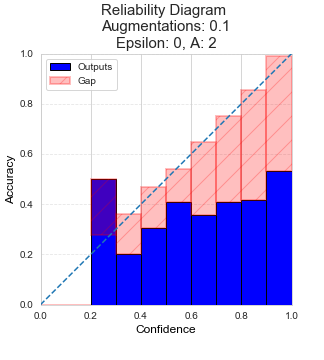 Reliability Diagram
Augmentations: 0.1
Epsilon: 0, A: 2
1.0
0.8
0.6
0.4
0.2
0.0
Accuracy
Outputs
Gap
0.0 0.2 0.4 0.6 0.8 1.0
Confidence